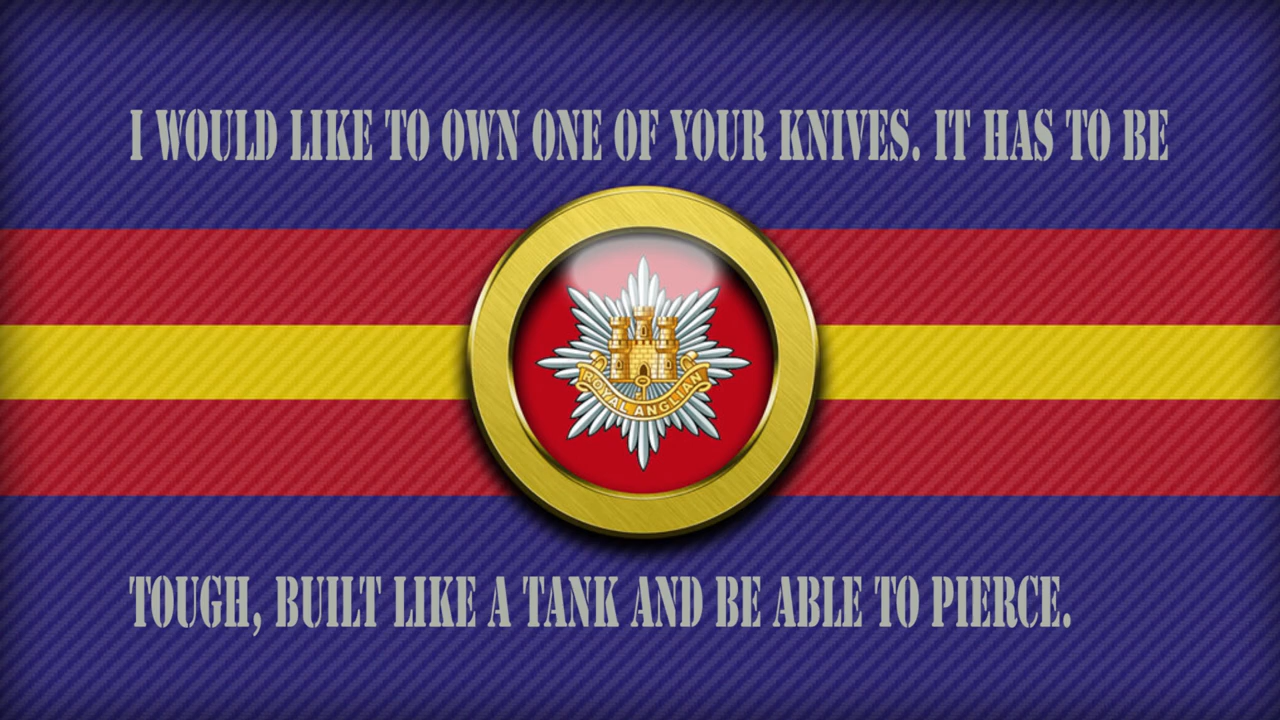 I WOULD LIKE TO OWN ONE OF YOUR KNIVES. IT HAS TO BE
ROYAL ANGLIAN
TOUGH, BUILT LIKE A TANK AND BE ABLE TO PIERCE.